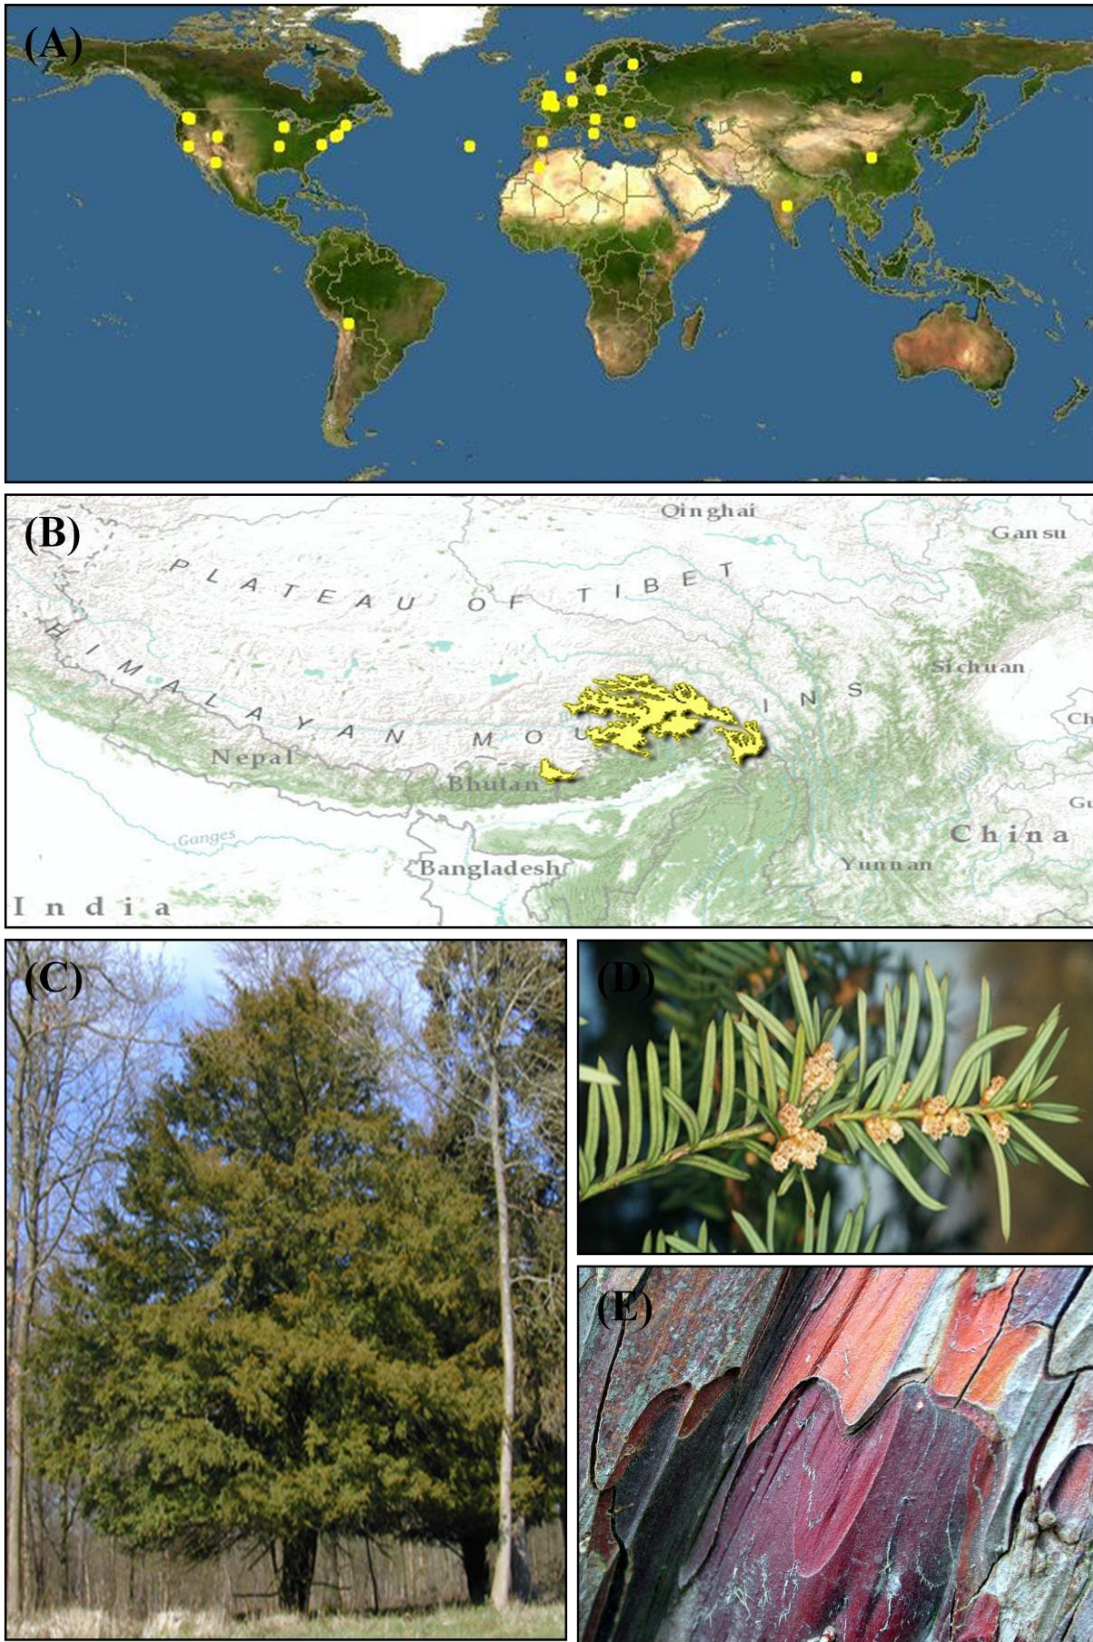 (A)
(B)
Qinghai
Gansu
PLATEAU OF TIBET
Sichuan
HIMALAYAN MOU INS
Nepal
Bhutan
Ganges
China
Bangladesh
Yunnan
India
(C)
(D)
(E)